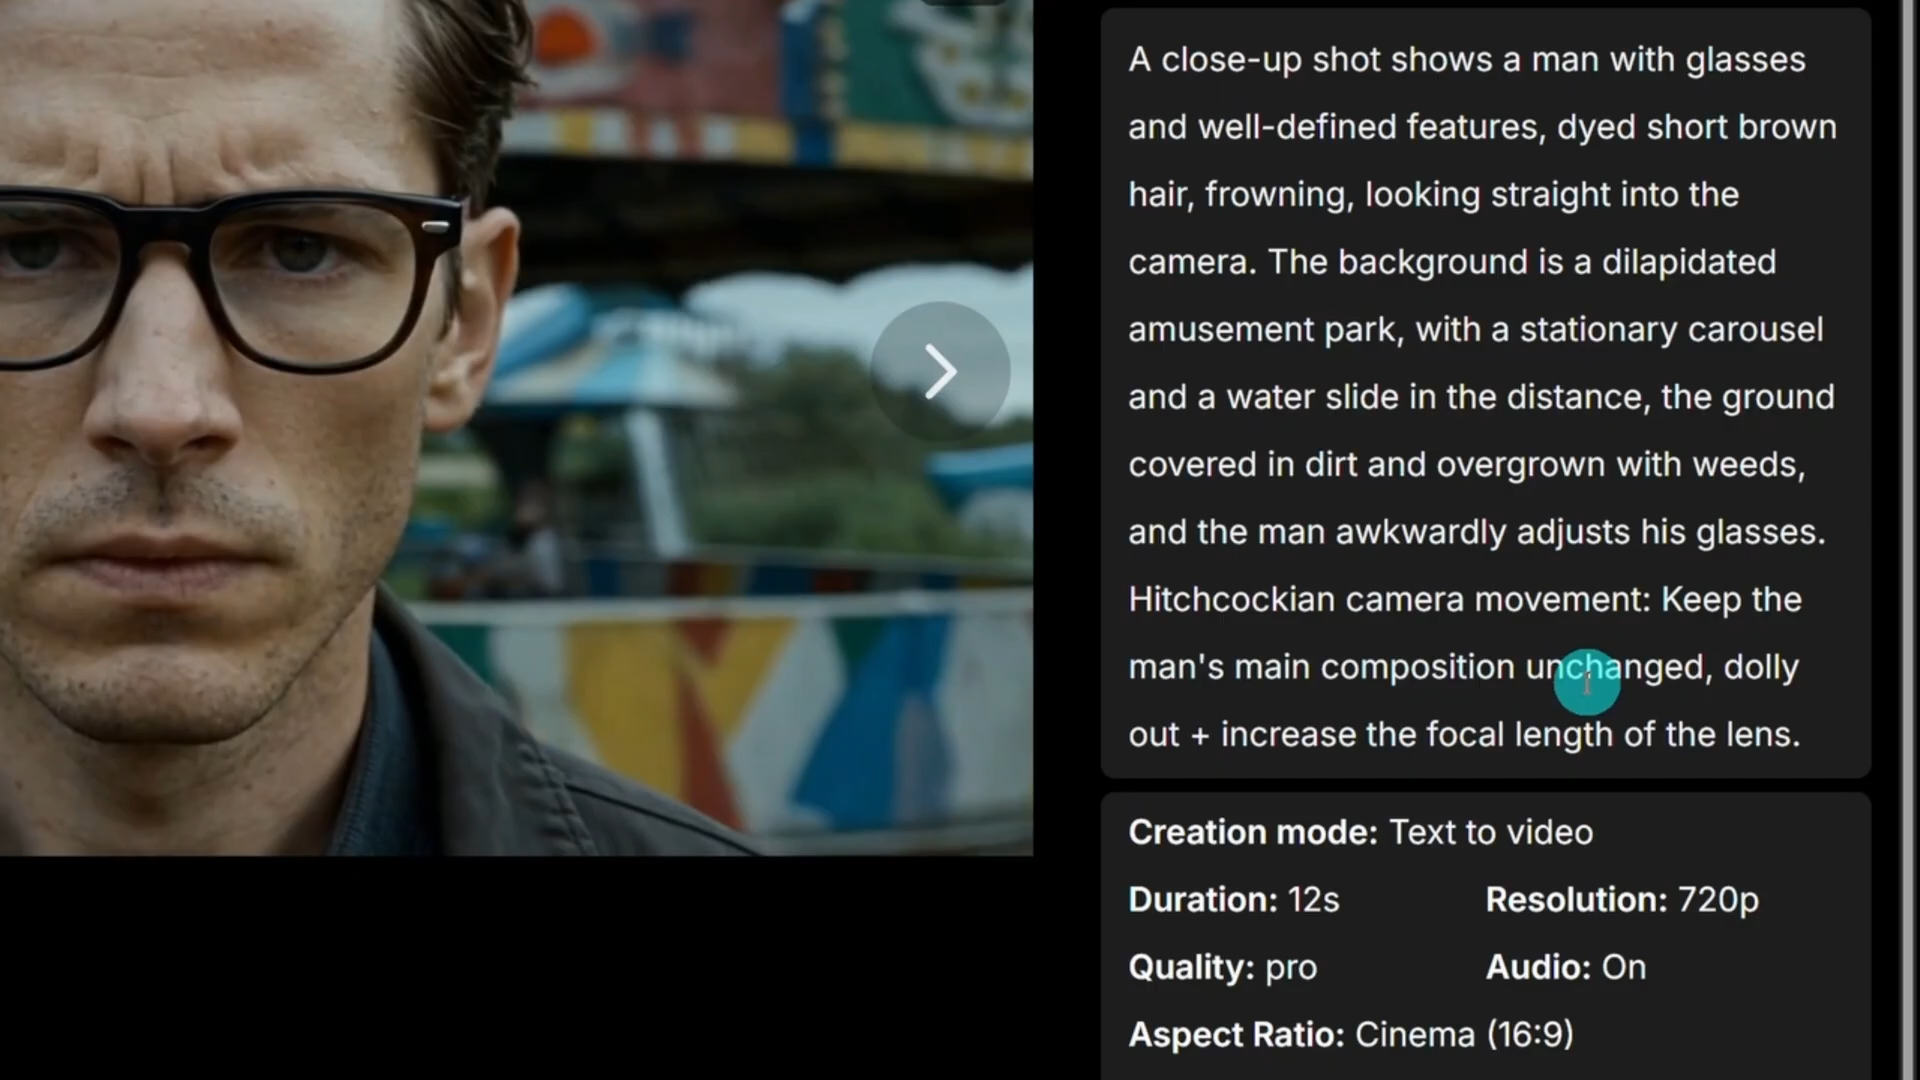 A close-up shot shows a man with glasses
and well-defined features, dyed short brown
hair, frowning, looking straight into the
camera. The background is a dilapidated
amusement park, with a stationary carousel
and a water slide in the distance, the ground
covered in dirt and overgrown with weeds,
and the man awkwardly adjusts his glasses.
Hitchcockian camera movement: Keep the
man's main composition unchanged, dolly
out + increase the focal length of the lens.
Creation mode: Text to video
Duration: 12s Resolution: 720p
Quality: pro Audio: On
Aspect Ratio: Cinema (16:9)